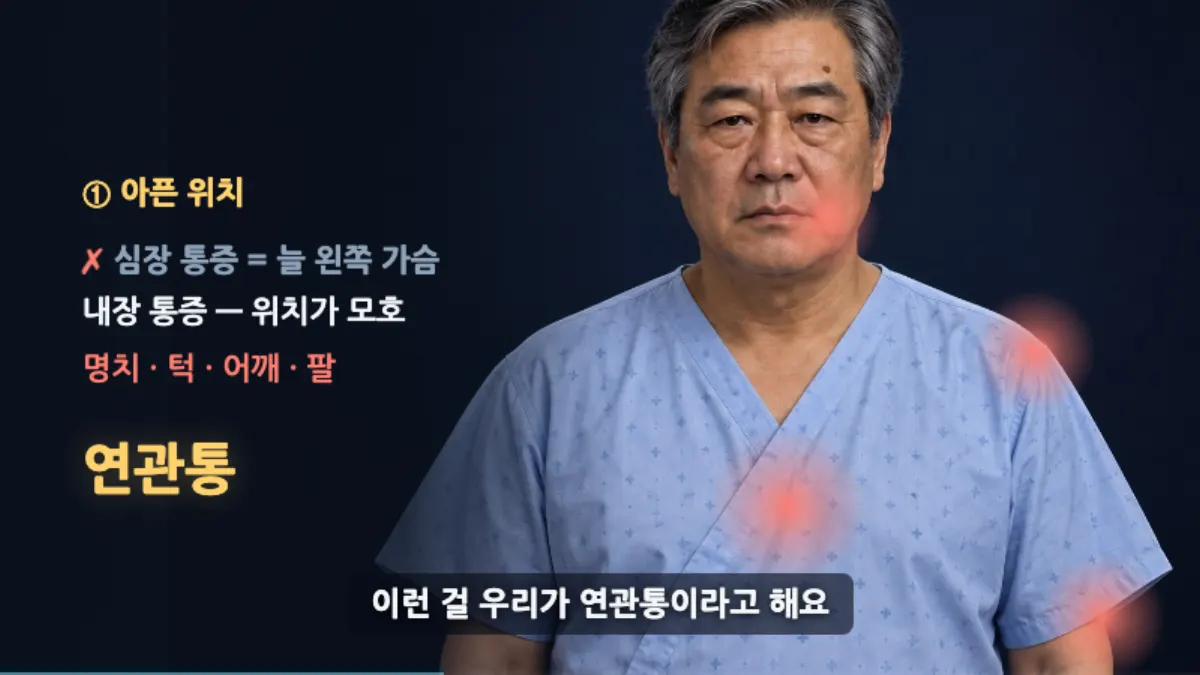 ① 아픈 위치
✗ 심장 통증 = 늘 왼쪽 가슴
내장 통증 — 위치가 모호
명치 · 턱 · 어깨 · 팔
연관통
이런 걸 우리가 연관통이라고 해요